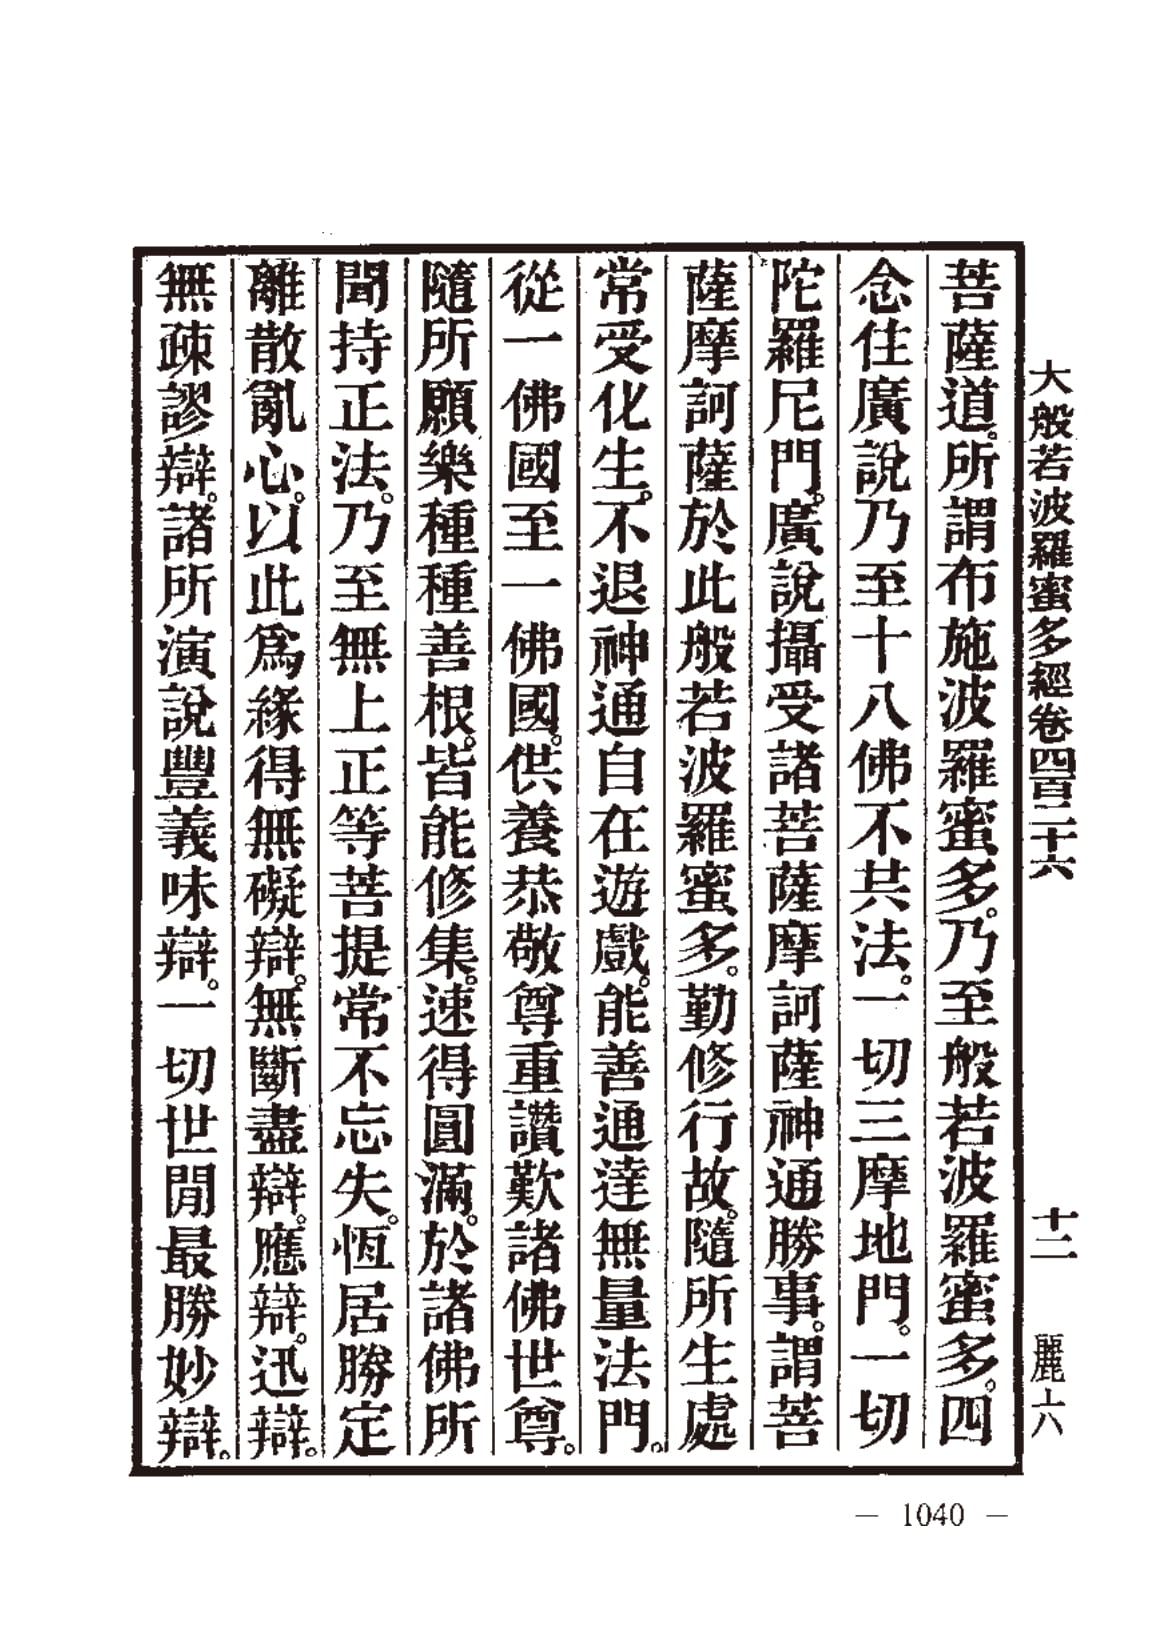 大般若波羅蜜多經卷四百二十六 十二 麗六
菩薩道。所謂布施波羅蜜多。乃至般若波羅蜜多。四
念住廣說乃至十八佛不共法。一切三摩地門。一切
陀羅尼門。廣說攝受諸菩薩摩訶薩神通勝事。謂菩
薩摩訶薩於此般若波羅蜜多。勤修行故。隨所生處
常受化生。不退神通自在遊戲。能善通達無量法門。
從一佛國至一佛國。供養恭敬尊重讚歎諸佛世尊。
隨所願樂種種善根。皆能修集。速得圓滿。於諸佛所
聞持正法。乃至無上正等菩提常不忘失。恆居勝定
離散亂心。以此爲緣得無礙辯。無斷盡辯。應辯。迅辯。
無疎謬辯。諸所演說豐義味辯。一切世閒最勝妙辯。
— 1040 —